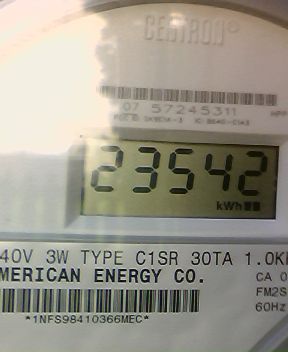 CENTRON®
07 57245311
23542
kWh
40V 3W TYPE C1SR 30TA 1.0K
MERICAN ENERGY CO.
CA 0
FM2S
60Hz
*1NFS98410366MEC*